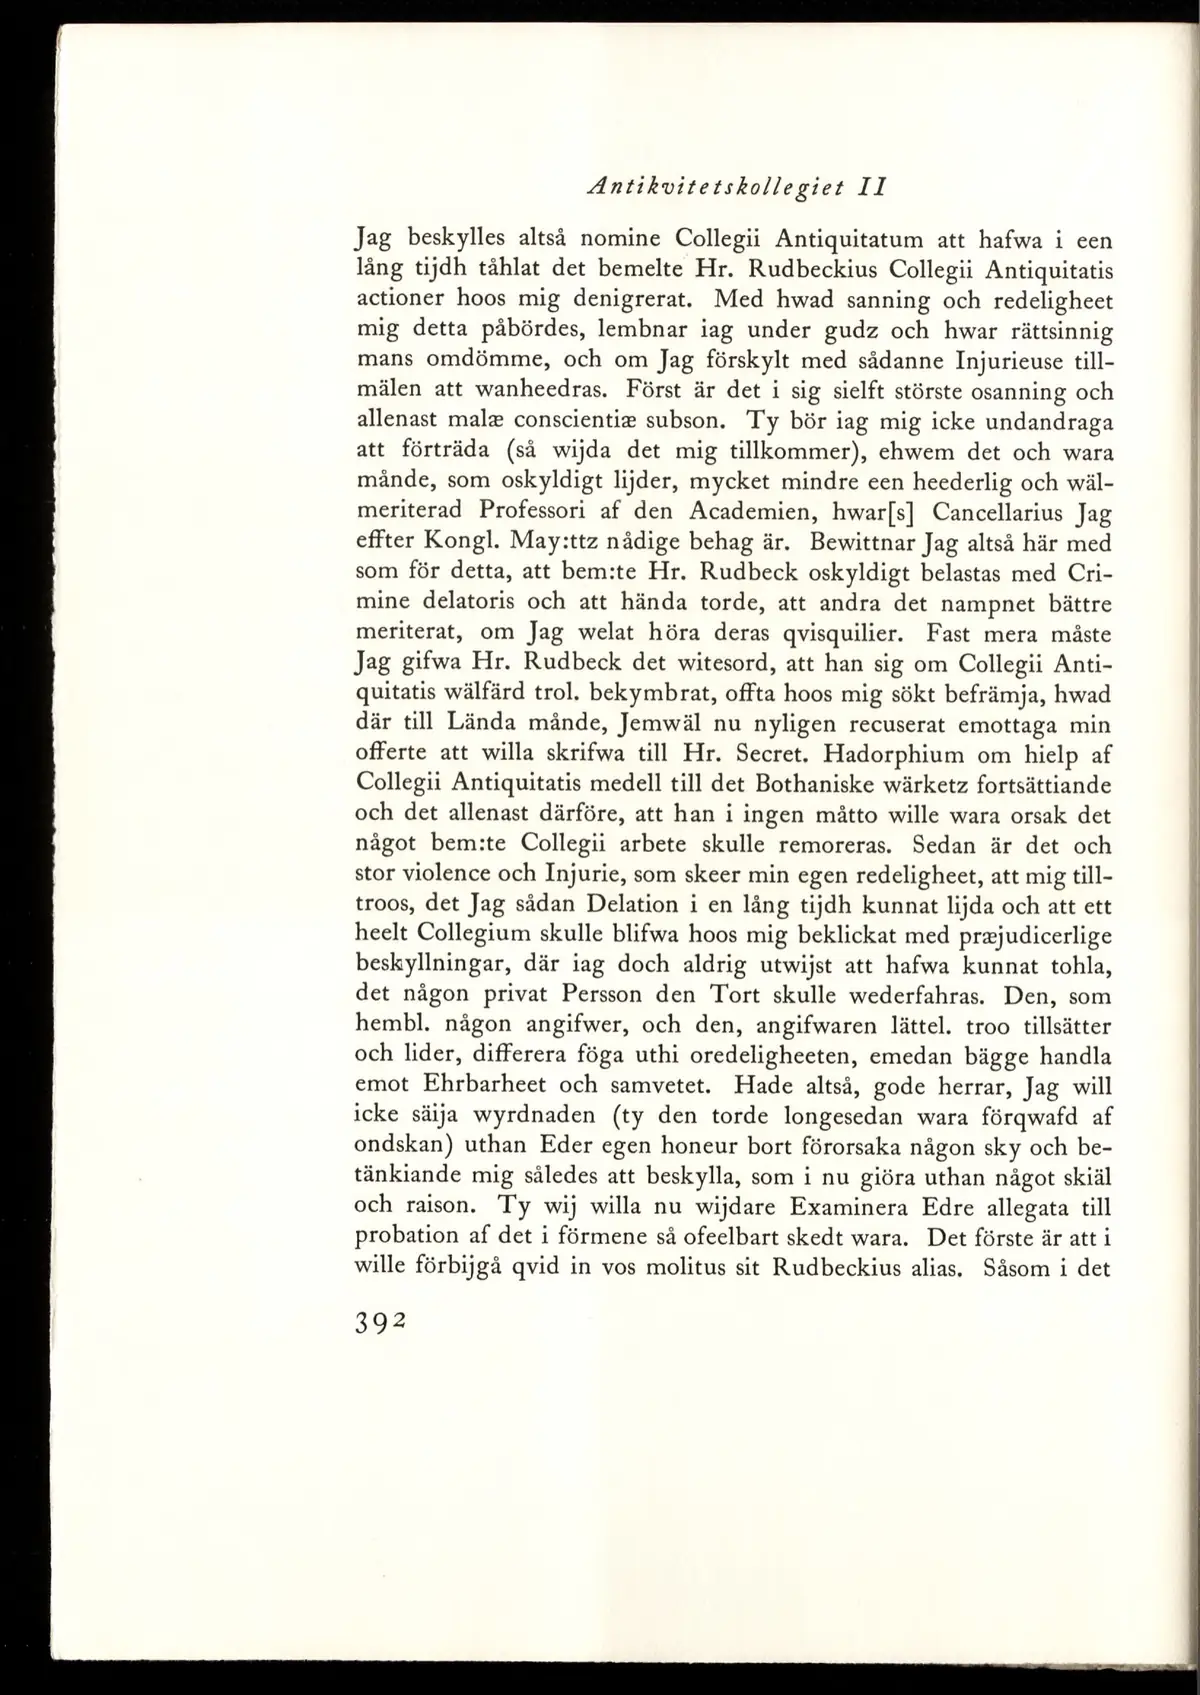 Antikvitetskollegiet II
Jag beskylles altså nomine Collegii Antiquitatum att hafwa i een
lång tijdh tåhlat det bemelte Hr. Rudbeckius Collegii Antiquitatis
actioner hoos mig denigrerat. Med hwad sanning och redeligheet
mig detta påbördes, lembnar iag under gudz och hwar rättsinnig
mans omdömme, och om Jag förskylt med sådanne Injurieuse till-
mälen att wanheedras. Först är det i sig sielft störste osanning och
allenast malæ conscientiæ subson. Ty bör iag mig icke undandraga
att förträda (så wijda det mig tillkommer), ehwem det och wara
månde, som oskyldigt lijder, mycket mindre een heederlig och wäl-
meriterad Professori af den Academien, hwar[s] Cancellarius Jag
effter Kongl. May:ttz nådige behag är. Bewittnar Jag altså här med
som för detta, att bem:te Hr. Rudbeck oskyldigt belastas med Cri-
mine delatoris och att hända torde, att andra det nampnet bättre
meriterat, om Jag welat höra deras qvisquilier. Fast mera måste
Jag gifwa Hr. Rudbeck det witesord, att han sig om Collegii Anti-
quitatis wälfärd trol. bekymbrat, offta hoos mig sökt befrämja, hwad
där till Lända månde, Jemwäl nu nyligen recuserat emottaga min
offerte att willa skrifwa till Hr. Secret. Hadorphium om hielp af
Collegii Antiquitatis medell till det Bothaniske wärketz fortsättiande
och det allenast därföre, att han i ingen måtto wille wara orsak det
något bem:te Collegii arbete skulle remoreras. Sedan är det och
stor violence och Injurie, som skeer min egen redeligheet, att mig till-
troos, det Jag sådan Delation i en lång tijdh kunnat lijda och att ett
heelt Collegium skulle blifwa hoos mig beklickat med præjudicerlige
beskyllningar, där iag doch aldrig utwijst att hafwa kunnat tohla,
det någon privat Persson den Tort skulle wederfahras. Den, som
hembl. någon angifwer, och den, angifwaren lättel. troo tillsätter
och lider, differera föga uthi oredeligheeten, emedan bägge handla
emot Ehrbarheet och samvetet. Hade altså, gode herrar, Jag will
icke säija wyrdnaden (ty den torde longesedan wara förqwafd af
ondskan) uthan Eder egen honeur bort förorsaka någon sky och be-
tänkiande mig således att beskylla, som i nu giöra uthan något skiäl
och raison. Ty wij willa nu wijdare Examinera Edre allegata till
probation af det i förmene så ofeelbart skedt wara. Det förste är att i
wille förbijgå qvid in vos molitus sit Rudbeckius alias. Såsom i det
392